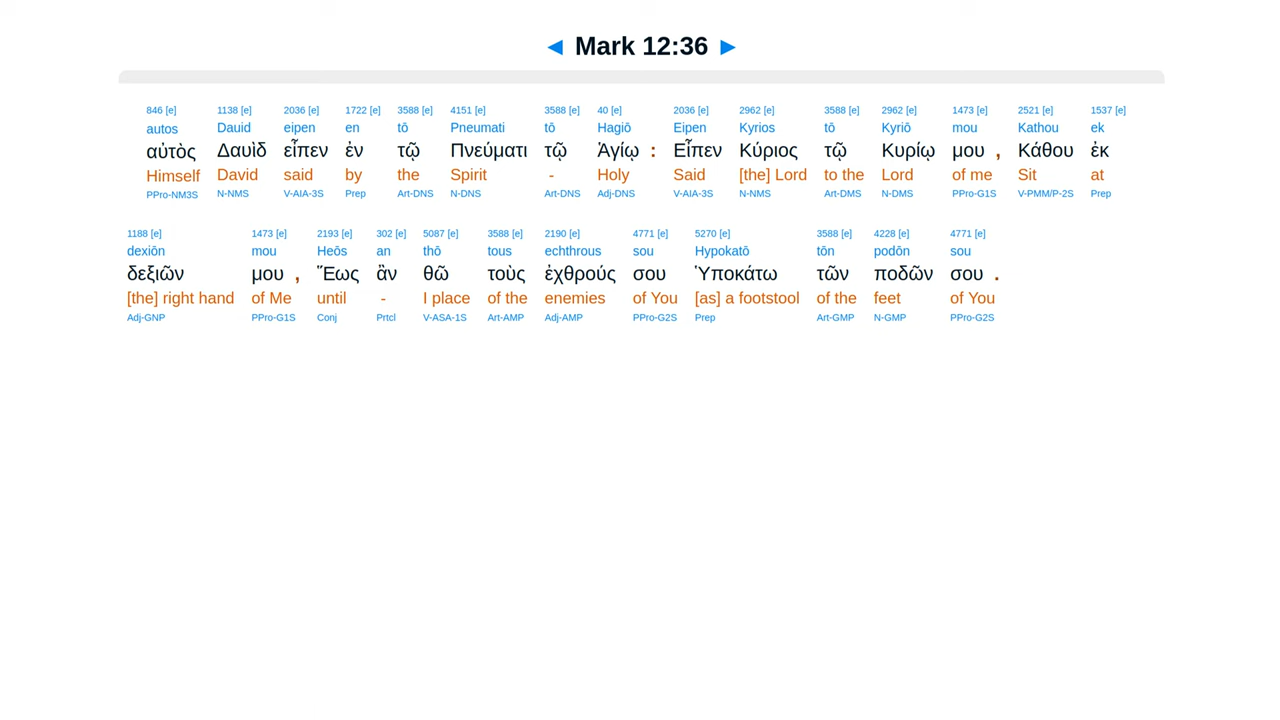 ◄ Mark 12:36 ►
846 [e] 1138 [e] 2036 [e] 1722 [e] 3588 [e] 4151 [e] 3588 [e] 40 [e] 2036 [e] 2962 [e] 3588 [e] 2962 [e] 1473 [e] 2521 [e] 1537 [e]
autos Dauid eipen en tō Pneumati tō Hagiō Eipen Kyrios tō Kyriō mou Kathou ek
αὐτὸς Δαυὶδ εἶπεν ἐν τῷ Πνεύματι τῷ Ἁγίῳ : Εἶπεν Κύριος τῷ Κυρίῳ μου , Κάθου ἐκ
Himself David said by the Spirit - Holy Said [the] Lord to the Lord of me Sit at
PPro-NM3S N-NMS V-AIA-3S Prep Art-DNS N-DNS Art-DNS Adj-DNS V-AIA-3S N-NMS Art-DMS N-DMS PPro-G1S V-PMM/P-2S Prep
1188 [e] 1473 [e] 2193 [e] 302 [e] 5087 [e] 3588 [e] 2190 [e] 4771 [e] 5270 [e] 3588 [e] 4228 [e] 4771 [e]
dexiōn mou Heōs an thō tous echthrous sou Hypokatō tōn podōn sou
δεξιῶν μου , Ἕως ἂν θῶ τοὺς ἐχθρούς σου Ὑποκάτω τῶν ποδῶν σου .
[the] right hand of Me until - I place of the enemies of You [as] a footstool of the feet of You
Adj-GNP PPro-G1S Conj Prtcl V-ASA-1S Art-AMP Adj-AMP PPro-G2S Prep Art-GMP N-GMP PPro-G2S